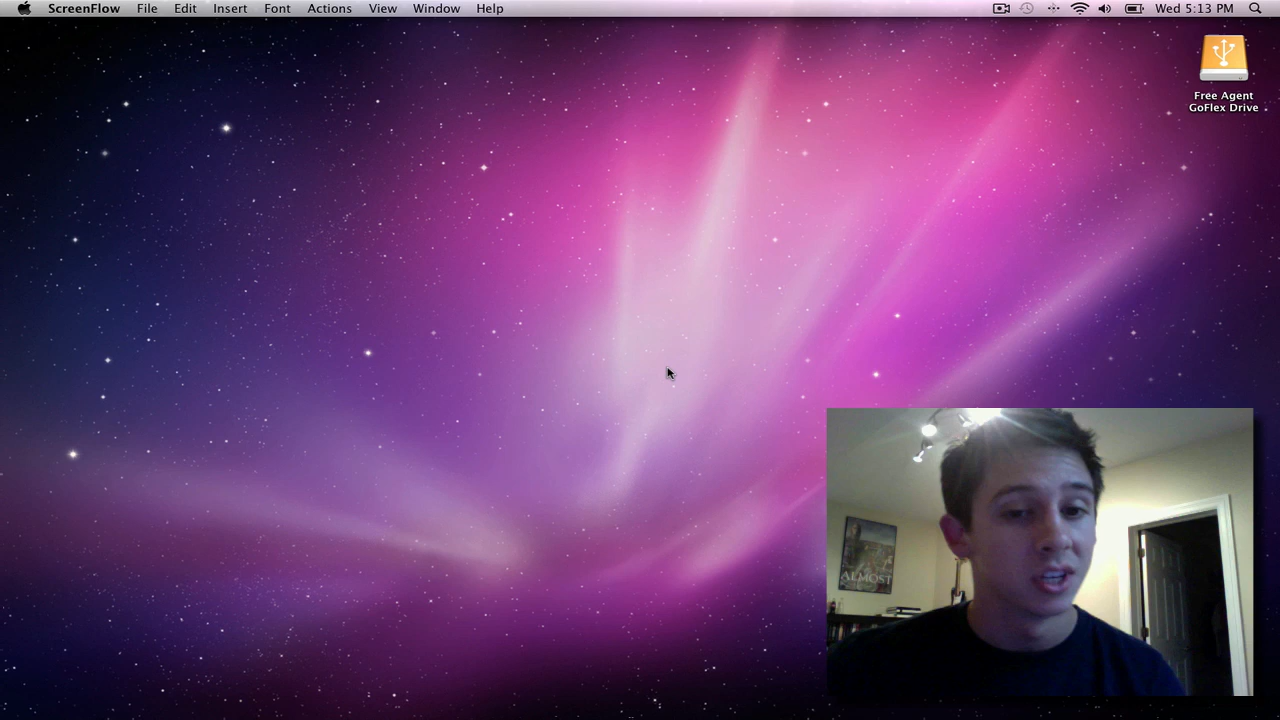 ScreenFlow File Edit Insert Font Actions View Window Help Wed 5:13 PM
Free Agent
GoFlex Drive
ALMOST